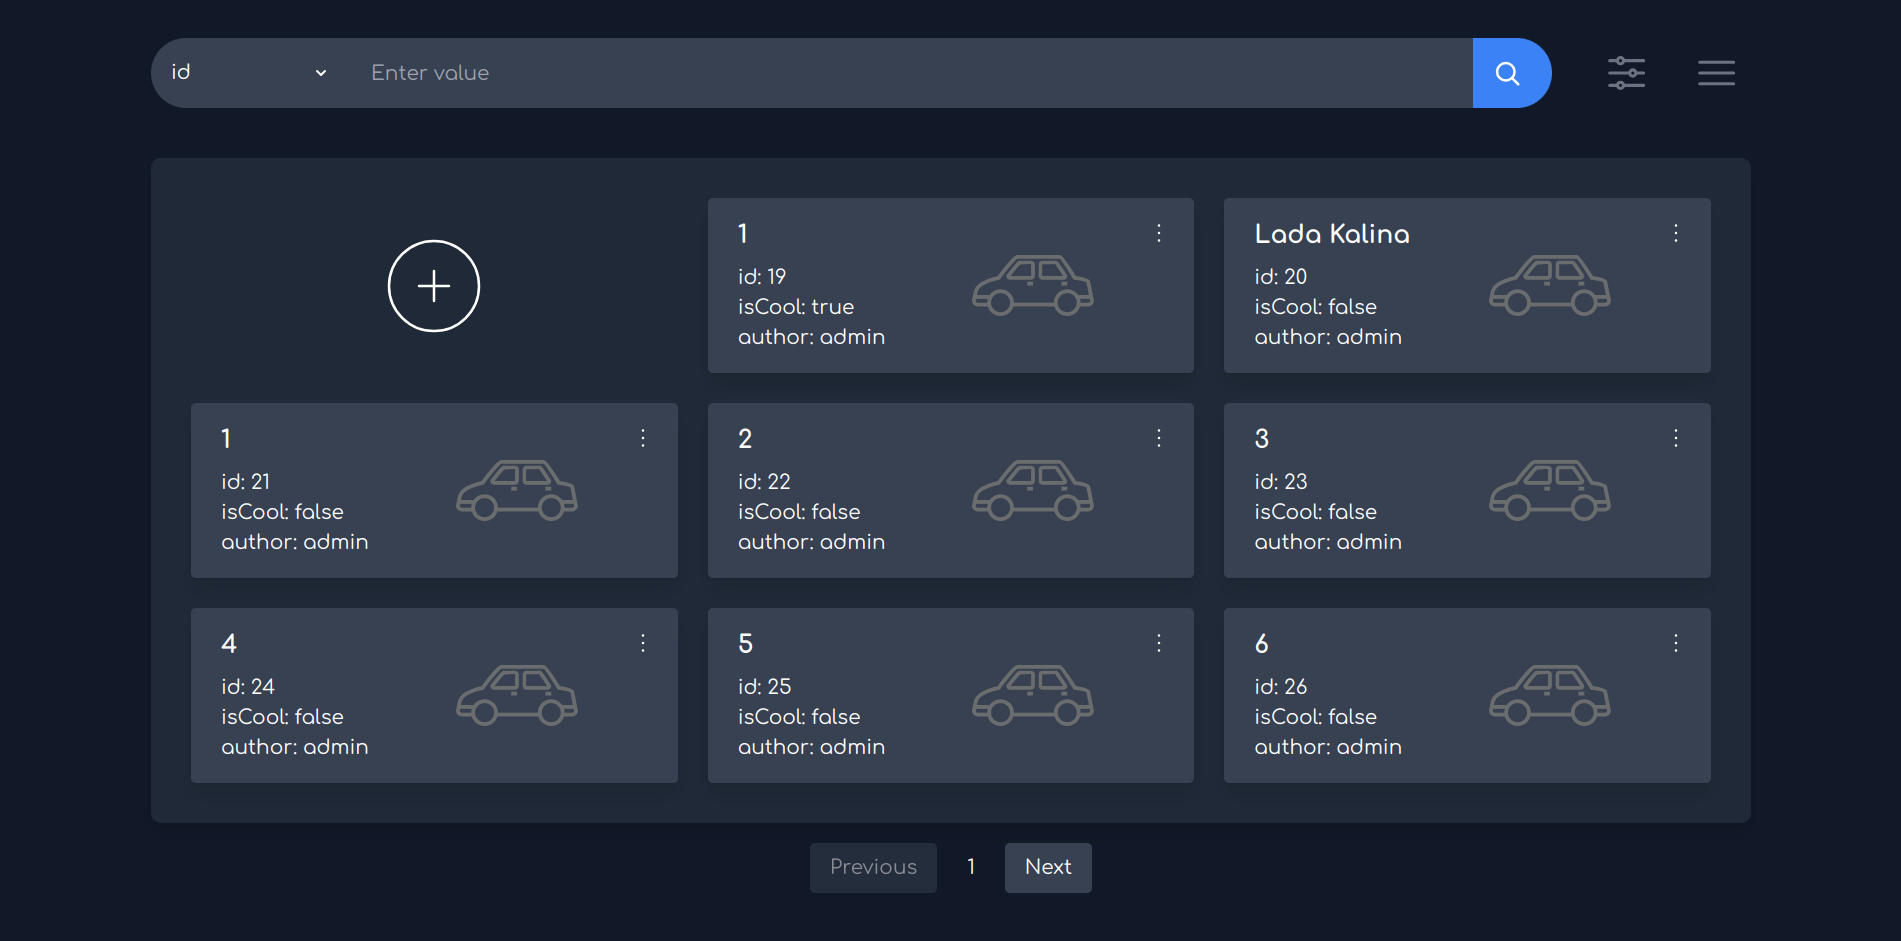 id
Enter value
1
id: 19
isCool: true
author: admin
Lada Kalina
id: 20
isCool: false
author: admin
1
id: 21
isCool: false
author: admin
2
id: 22
isCool: false
author: admin
3
id: 23
isCool: false
author: admin
4
id: 24
isCool: false
author: admin
5
id: 25
isCool: false
author: admin
6
id: 26
isCool: false
author: admin
Previous 1 Next